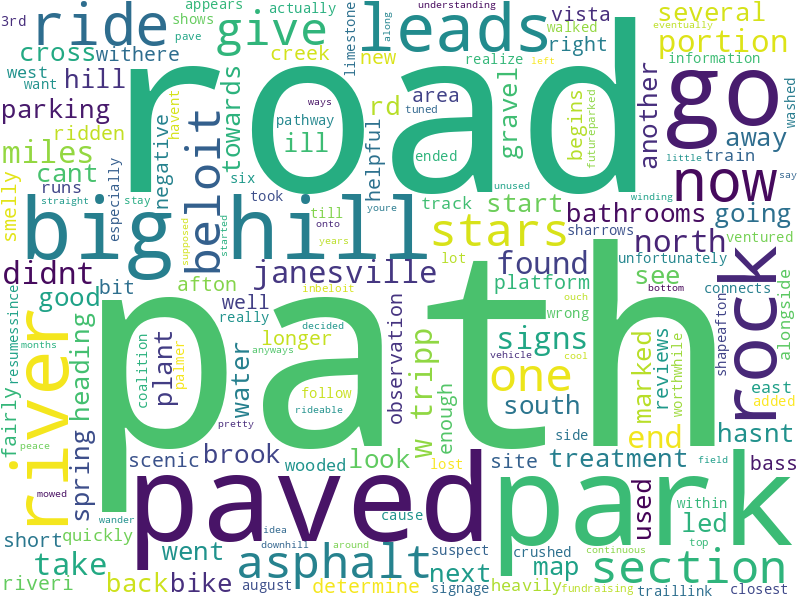 3rd
ride
appears
shows
pave
actually
give
creek
leads
understanding
along
limestone
new
vista
walked
right
realize
several
portion
information
eventually
cross
withere
west
want
hill
parking
ridden
miles
cant
runs
smelly
especially
negative
havent
towards
road
pathway
ways
tuned
ill
ended
helpful
rd
area
gravel
begins
futureparked
another
go
away
little
train
washed
now
say
straight
stay
six
took
till
onto
youre
years
track
unused
start
winding
left
big hill
beloit
supposed
started
stars
bathrooms
sharrows
going
north
ventured
unfortunately
didnt
bit
good
afton
janesville
well
really
lot
platform
found
see
wrong
connects
bottom
rock
alongside
river
fairly
resumessince
months
peace
mowed
heading
spring
coalition
plant
palmer
water
inbeloit
decided
longer
anyways
follow
rideable
pretty
observation
w tripp
enough
path
signs
ouch
vehicle
cool
one
south
side
marked
end
reviews
worthwhile
shapeafton
east
added
hasnt
brook
scenic
wooded
look
lost
site
treatment
field
bass
wander
paved
park
used
led
within
top
short
quickly
went
idea
downhill
around
cause
asphalt
suspect
crushed
next
map
continuous
section
take
riveri
back
bike
august
determine
heavily
signage
fundraising
traillink
closest